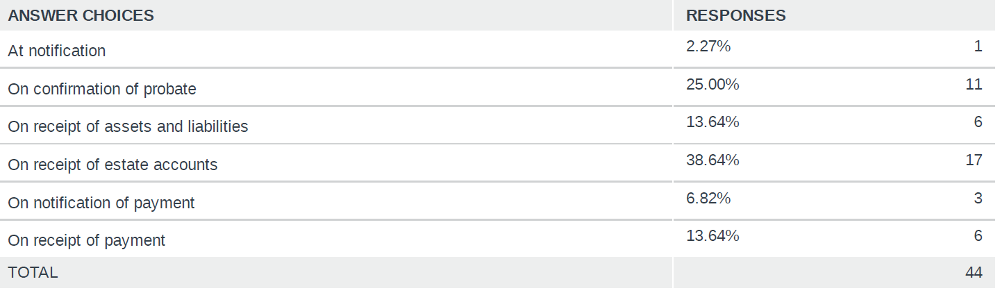 ANSWER CHOICES RESPONSES
At notification 2.27% 1
On confirmation of probate 25.00% 11
On receipt of assets and liabilities 13.64% 6
On receipt of estate accounts 38.64% 17
On notification of payment 6.82% 3
On receipt of payment 13.64% 6
TOTAL 44